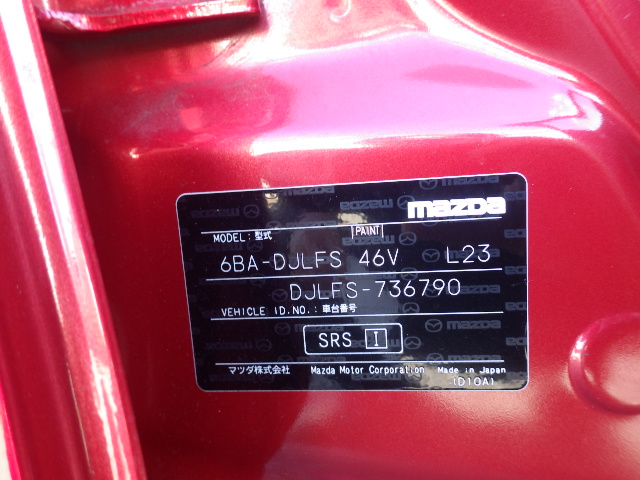 mazda
MODEL:型式 PAINT
6BA-DJLFS 46V L23
DJLFS-736790
VEHICLE ID.NO.:車台番号
SRS I
マツダ株式会社 Mazda Motor Corporation Made in Japan
(D10A)